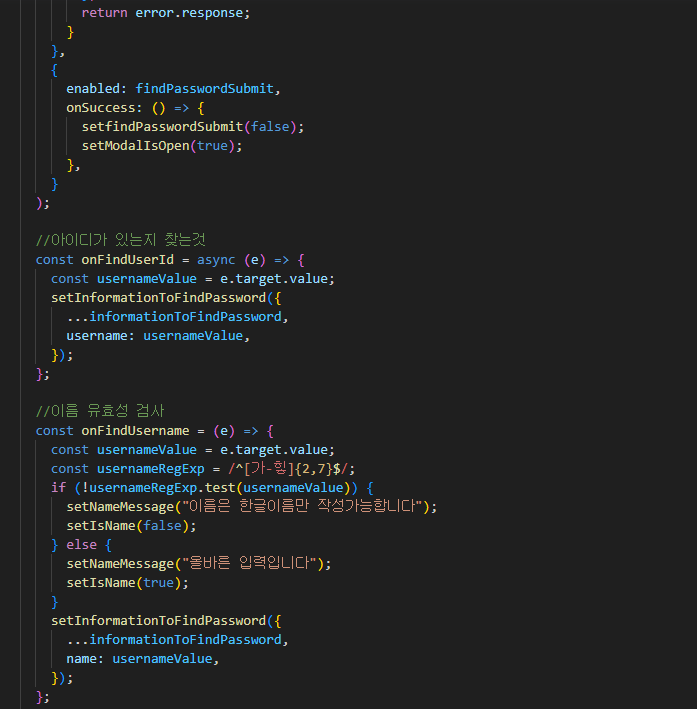 return error.response;
}
},
{
enabled: findPasswordSubmit,
onSuccess: () => {
setfindPasswordSubmit(false);
setModalIsOpen(true);
},
}
);
//아이디가 있는지 찾는것
const onFindUserId = async (e) => {
const usernameValue = e.target.value;
setInformationToFindPassword({
...informationToFindPassword,
username: usernameValue,
});
};
//이름 유효성 검사
const onFindUsername = (e) => {
const usernameValue = e.target.value;
const usernameRegExp = /^[가-힣]{2,7}$/;
if (!usernameRegExp.test(usernameValue)) {
setNameMessage("이름은 한글이름만 작성가능합니다");
setIsName(false);
} else {
setNameMessage("올바른 입력입니다");
setIsName(true);
}
setInformationToFindPassword({
...informationToFindPassword,
name: usernameValue,
});
};